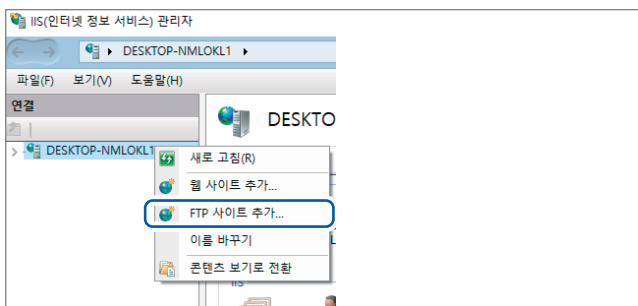 IIS(인터넷 정보 서비스) 관리자
DESKTOP-NMLOKL1
파일(F) 보기(V) 도움말(H)
연결
DESKTO
DESKTOP-NMLOKL1
새로 고침(R)
웹 사이트 추가...
FTP 사이트 추가...
이름 바꾸기
콘텐츠 보기로 전환
IIS